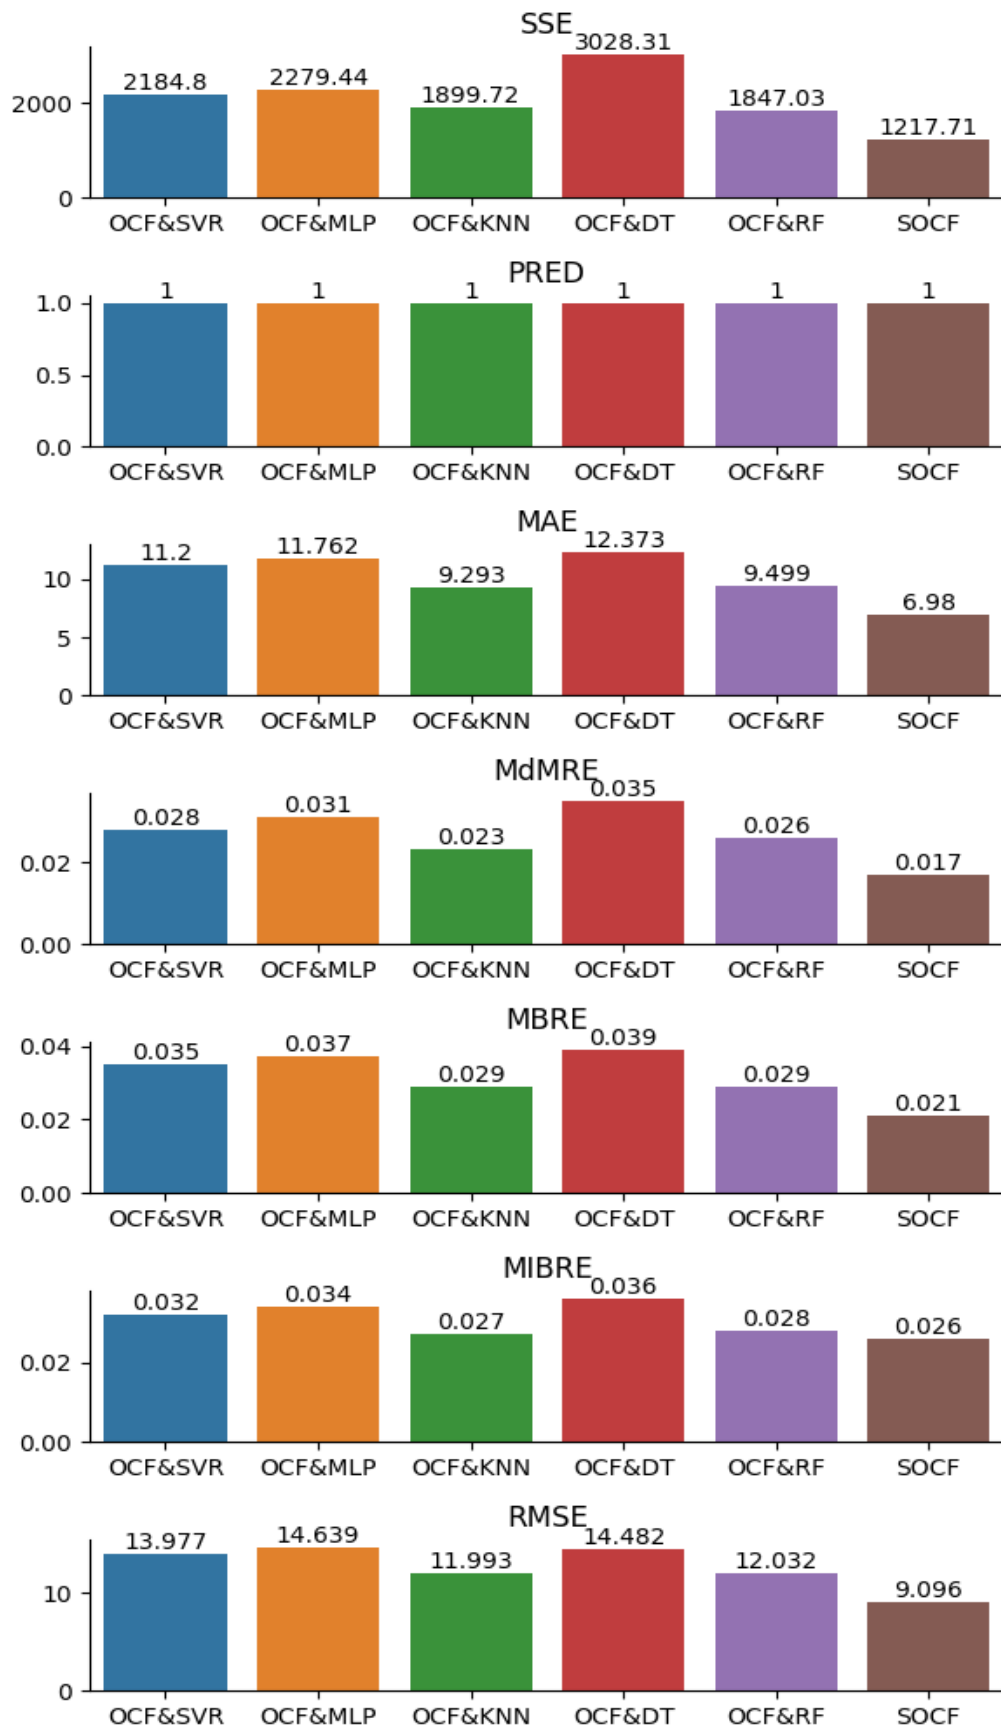 SSE
3028.31
2184.8 2279.44 1899.72 1847.03 1217.71
2000
0
OCF&SVR OCF&MLP OCF&KNN OCF&DT OCF&RF SOCF
PRED
1 1 1 1 1 1
1.0
0.5
0.0
OCF&SVR OCF&MLP OCF&KNN OCF&DT OCF&RF SOCF
MAE
11.2 11.762 9.293 12.373 9.499 6.98
10
5
0
OCF&SVR OCF&MLP OCF&KNN OCF&DT OCF&RF SOCF
MdMRE
0.028 0.031 0.023 0.035 0.026 0.017
0.02
0.00
OCF&SVR OCF&MLP OCF&KNN OCF&DT OCF&RF SOCF
MBRE
0.035 0.037 0.029 0.039 0.029 0.021
0.04
0.02
0.00
OCF&SVR OCF&MLP OCF&KNN OCF&DT OCF&RF SOCF
MIBRE
0.032 0.034 0.027 0.036 0.028 0.026
0.02
0.00
OCF&SVR OCF&MLP OCF&KNN OCF&DT OCF&RF SOCF
RMSE
13.977 14.639 11.993 14.482 12.032 9.096
10
0
OCF&SVR OCF&MLP OCF&KNN OCF&DT OCF&RF SOCF